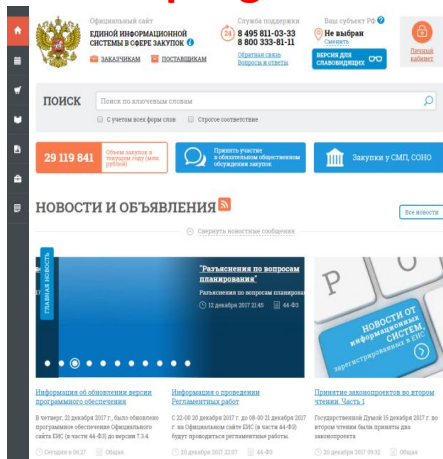 Официальный сайт
ЕДИНОЙ ИНФОРМАЦИОННОЙ
СИСТЕМЫ В СФЕРЕ ЗАКУПОК
ЗАКАЗЧИКАМ
ПОСТАВЩИКАМ
Служба поддержки
24
8 495 811-03-33
8 800 333-81-11
Обратная связь
Вопросы и ответы
Ваш субъект РФ
Не выбран
Сменить
ВЕРСИЯ ДЛЯ
СЛАБОВИДЯЩИХ
Личный
кабинет
ПОИСК
Поиск по ключевым словам
С учетом всех форм слов
Строгое соответствие
29 119 841
Объем закупок в
текущем году (млн
рублей)
Принять участие
в обязательном общественном
обсуждении закупок
Закупки у СМП, СОНО
НОВОСТИ И ОБЪЯВЛЕНИЯ
Все новости
Свернуть новостные сообщения
ГЛАВНАЯ НОВОСТЬ
"Разъяснения по вопросам
планирования"
Разъяснения по вопросам планирова
12 декабря 2017 21:45
44-ФЗ
НОВОСТИ ОТ
информационных
СИСТЕМ,
зарегистрированных в ЕИС
Информация об обновлении версии
программного обеспечения
В четверг, 21 декабря 2017 г., было обновлено
программное обеспечение Официального
сайта ЕИС (в части 44-ФЗ) до версии 7.3.4.
Сегодня в 08:27
Общая
Информация о проведении
Регламентных работ
С 22-00 20 декабря 2017 г. до 08-00 21 декабря 2017
г. на Официальном сайте ЕИС (в части 44-ФЗ)
будут проводиться регламентные работы.
20 декабря 2017 22:07
44-ФЗ
Принятие законопроектов во втором
чтении. Часть 1
Государственной Думой 15 декабря 2017 г. во
втором чтении были приняты два
законопроекта
20 декабря 2017 09:32
Общая